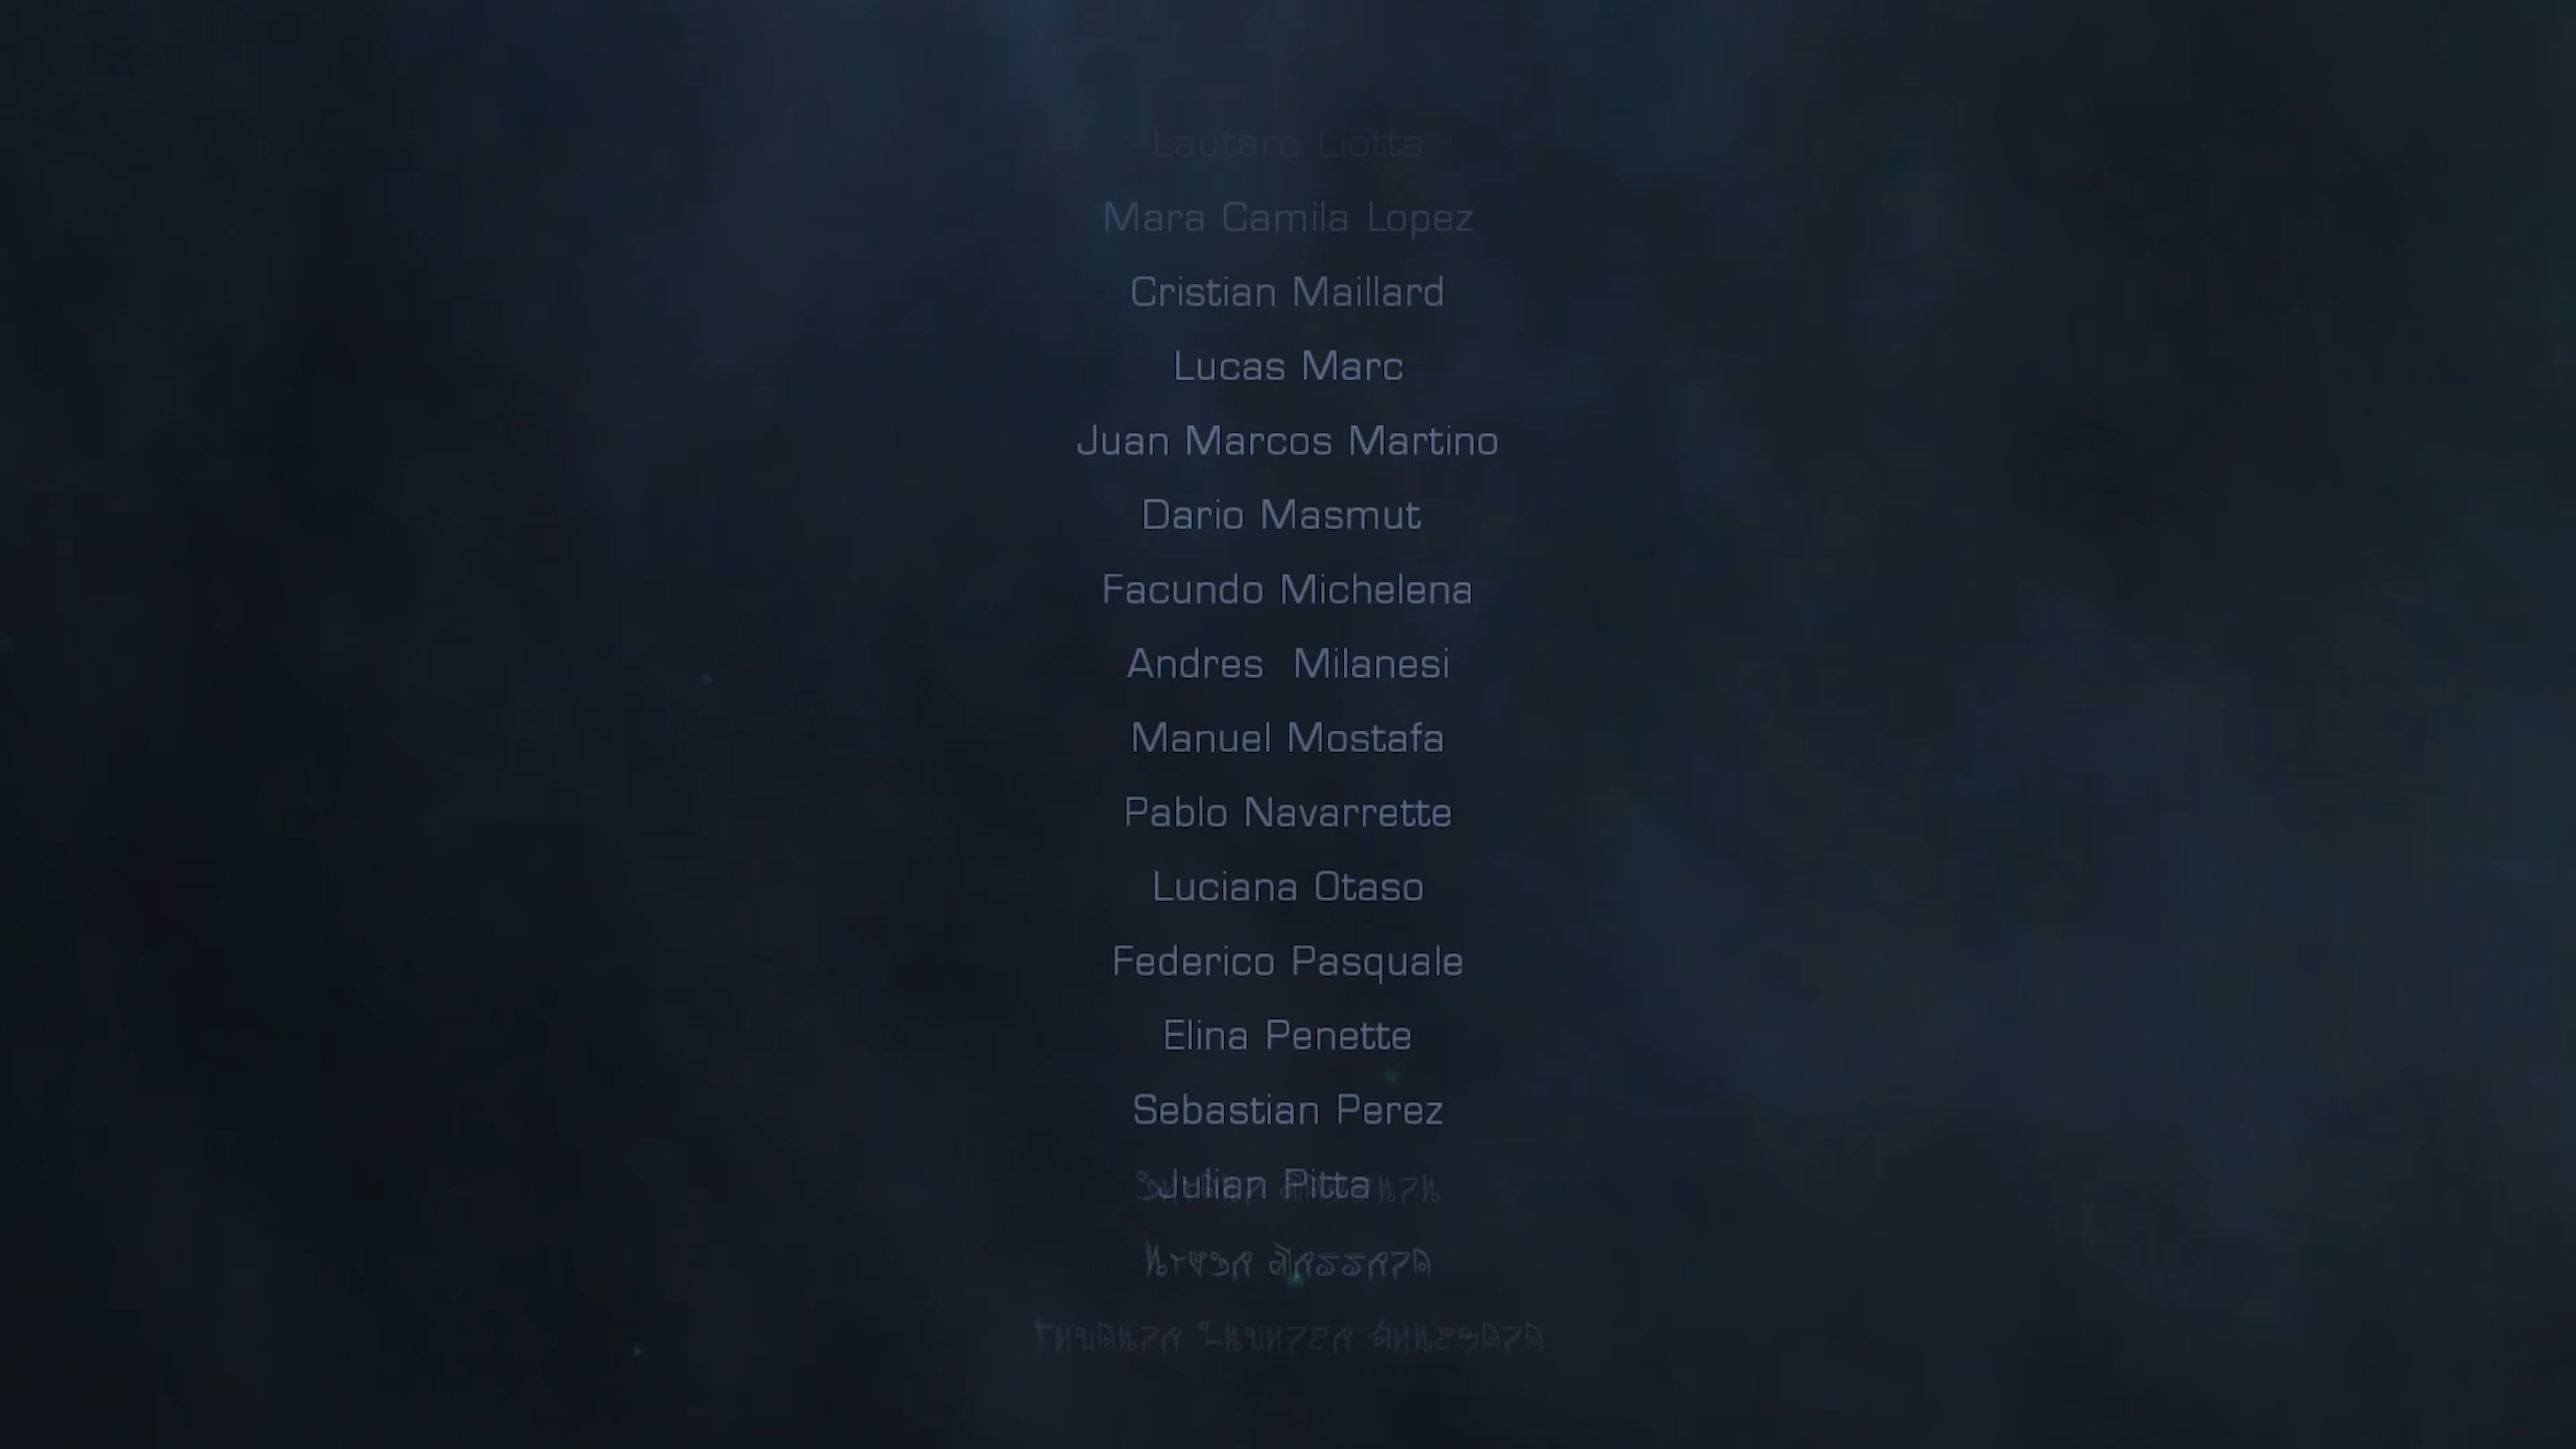 Lautaro Liotta
Mara Camila Lopez
Cristian Maillard
Lucas Marc
Juan Marcos Martino
Dario Masmut
Facundo Michelena
Andres  Milanesi
Manuel Mostafa
Pablo Navarrette
Luciana Otaso
Federico Pasquale
Elina Penette
Sebastian Perez
Julian Pitta